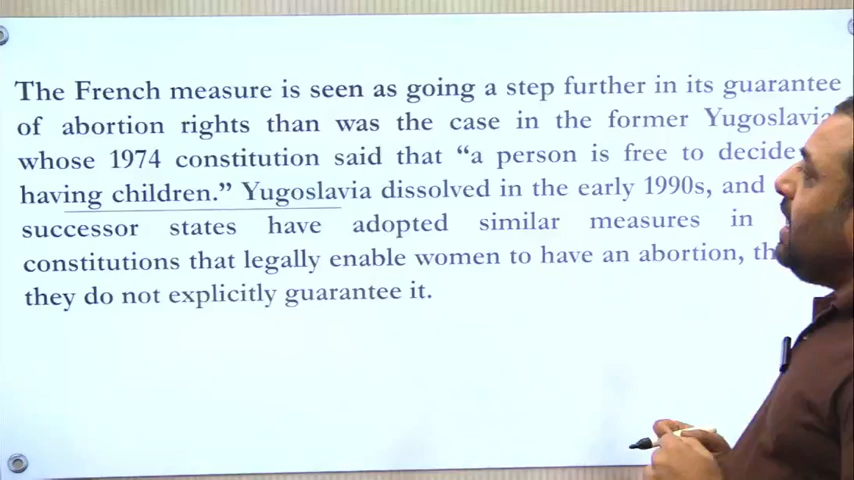 The French measure is seen as going a step further in its guarantee
of abortion rights than was the case in the former Yugoslavia,
whose 1974 constitution said that “a person is free to decide
having children.” Yugoslavia dissolved in the early 1990s, and
successor states have adopted similar measures in
constitutions that legally enable women to have an abortion,
they do not explicitly guarantee it.